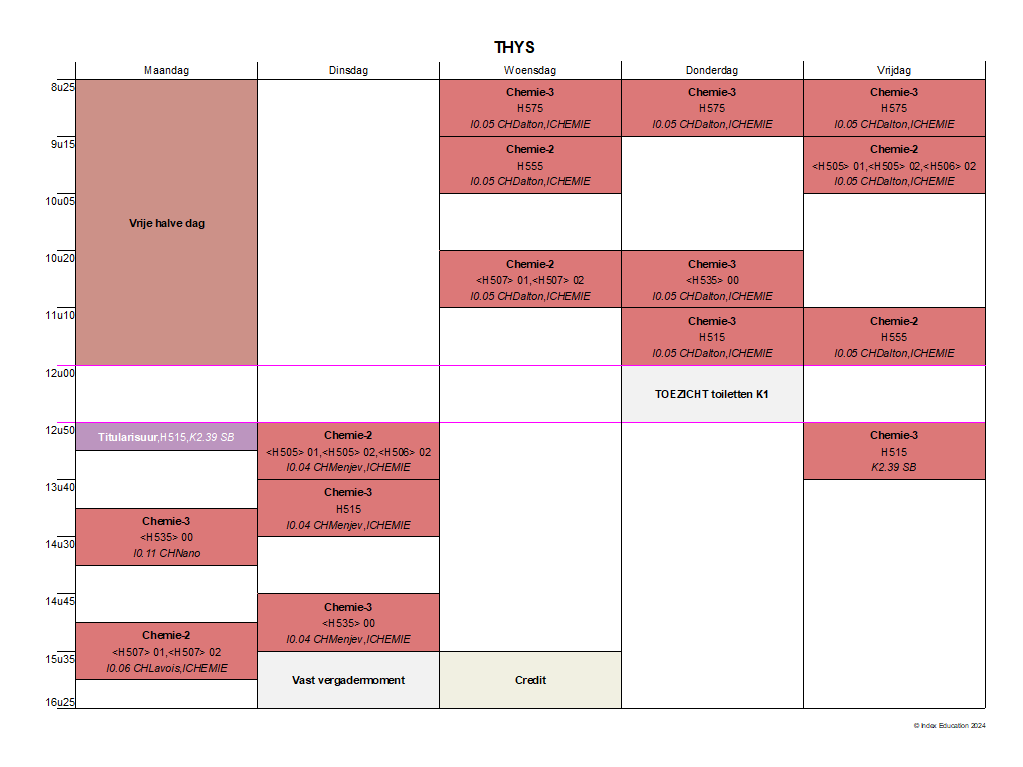 THYS
Maandag Dinsdag Woensdag Donderdag Vrijdag
8u25
9u15
10u05
10u20
11u10
12u00
12u50
13u40
14u30
14u45
15u35
16u25
Vrije halve dag
Titularisuur,H515,K2.39 SB
Chemie-3
<H535> 00
I0.11 CHNano
Chemie-2
<H507> 01,<H507> 02
I0.06 CHLavois,ICHEMIE
Chemie-2
<H505> 01,<H505> 02,<H506> 02
I0.04 CHMenjev,ICHEMIE
Chemie-3
H515
I0.04 CHMenjev,ICHEMIE
Chemie-3
<H535> 00
I0.04 CHMenjev,ICHEMIE
Vast vergadermoment
Chemie-3
H575
I0.05 CHDalton,ICHEMIE
Chemie-2
H555
I0.05 CHDalton,ICHEMIE
Chemie-2
<H507> 01,<H507> 02
I0.05 CHDalton,ICHEMIE
Credit
Chemie-3
H575
I0.05 CHDalton,ICHEMIE
Chemie-3
<H535> 00
I0.05 CHDalton,ICHEMIE
Chemie-3
H515
I0.05 CHDalton,ICHEMIE
TOEZICHT toiletten K1
Chemie-3
H575
I0.05 CHDalton,ICHEMIE
Chemie-2
<H505> 01,<H505> 02,<H506> 02
I0.05 CHDalton,ICHEMIE
Chemie-2
H555
I0.05 CHDalton,ICHEMIE
Chemie-3
H515
K2.39 SB
© Index Education 2024